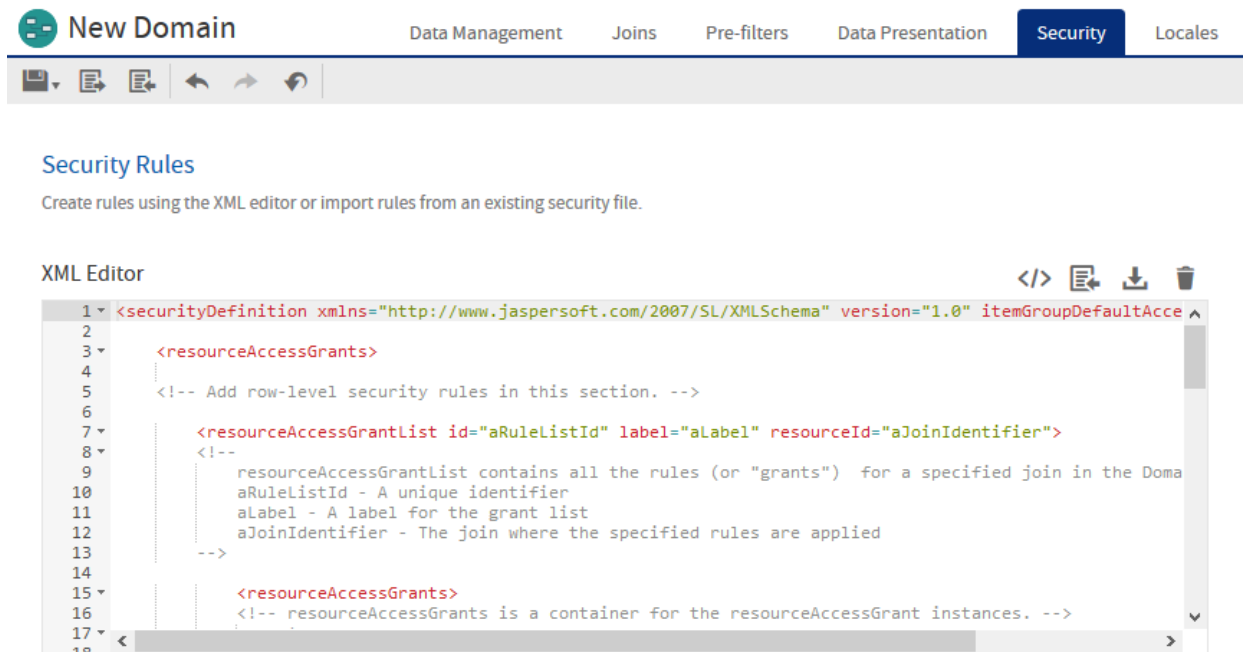 New Domain
Data Management Joins Pre-filters Data Presentation Security Locales
Security Rules
Create rules using the XML editor or import rules from an existing security file.
XML Editor
</>
1 <securityDefinition xmlns="http://www.jaspersoft.com/2007/SL/XMLSchema" version="1.0" itemGroupDefaultAcce
2
3 <resourceAccessGrants>
4
5 <!-- Add row-level security rules in this section. -->
6
7 <resourceAccessGrantList id="aRuleListId" label="aLabel" resourceId="aJoinIdentifier">
8 <!--
9 resourceAccessGrantList contains all the rules (or "grants")  for a specified join in the Doma
10 aRuleListId - A unique identifier
11 aLabel - A label for the grant list
12 aJoinIdentifier - The join where the specified rules are applied
13 -->
14
15 <resourceAccessGrants>
16 <!-- resourceAccessGrants is a container for the resourceAccessGrant instances. -->
17
18